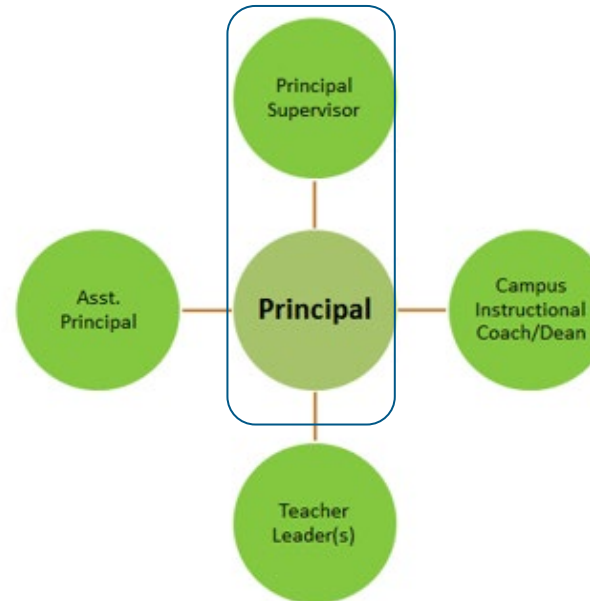 Principal
Supervisor
Asst.
Principal
Principal
Campus
Instructional
Coach/Dean
Teacher
Leader(s)